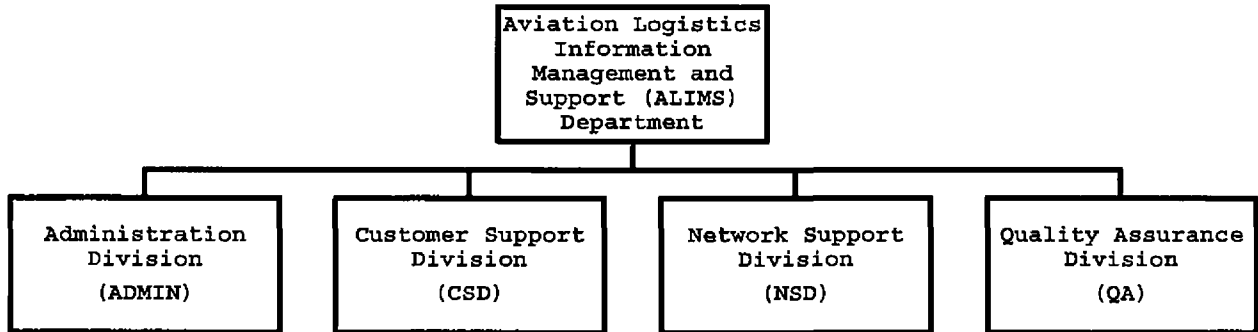 Aviation Logistics
Information
Management and
Support (ALIMS)
Department
Administration
Division
(ADMIN)
Customer Support
Division
(CSD)
Network Support
Division
(NSD)
Quality Assurance
Division
(QA)